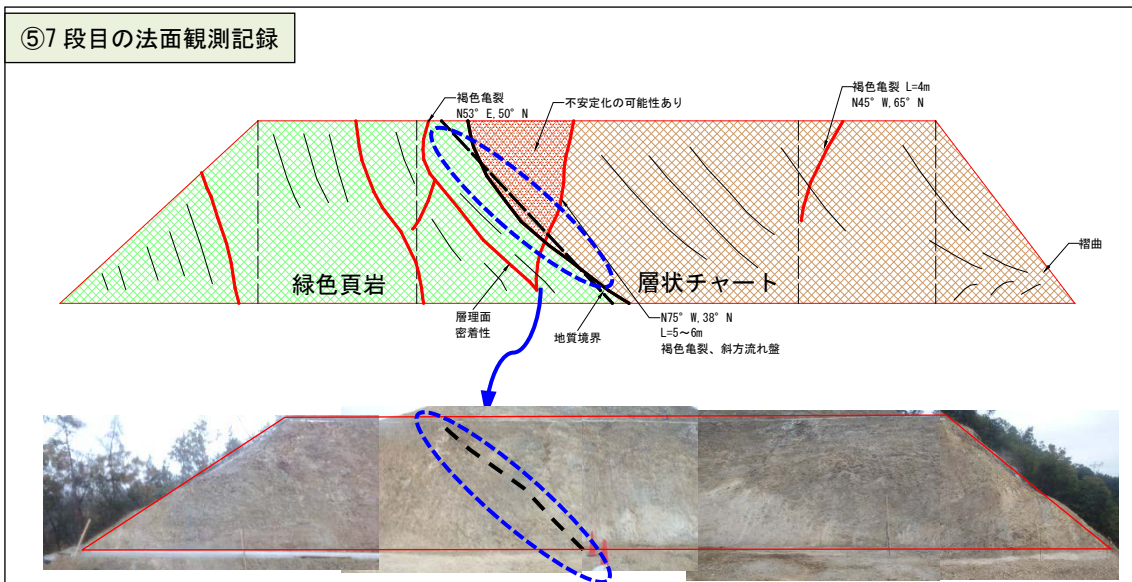 ⑤7段目の法面観測記録
褐色亀裂
N53°E,50°N
不安定化の可能性あり
褐色亀裂 L=4m
N45°W,65°N
褶曲
緑色頁岩
層状チャート
層理面
密着性
地質境界
N75°W,38°N
L=5～6m
褐色亀裂、斜方流れ盤